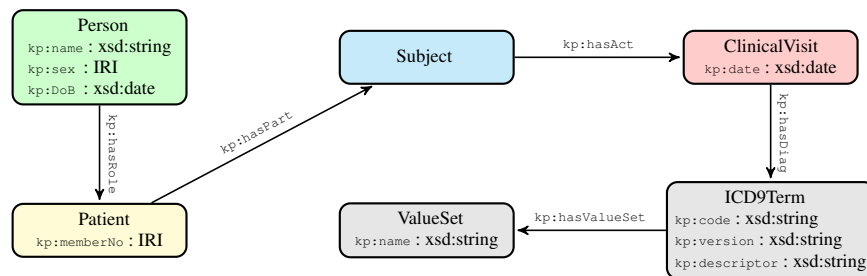 Person
kp:name : xsd:string
kp:sex : IRI
kp:DoB : xsd:date
kp:hasRole
Patient
kp:memberNo : IRI
kp:hasPart
Subject
kp:hasAct
ClinicalVisit
kp:date : xsd:date
kp:hasDiag
ICD9Term
kp:code : xsd:string
kp:version : xsd:string
kp:descriptor : xsd:string
kp:hasValueSet
ValueSet
kp:name : xsd:string